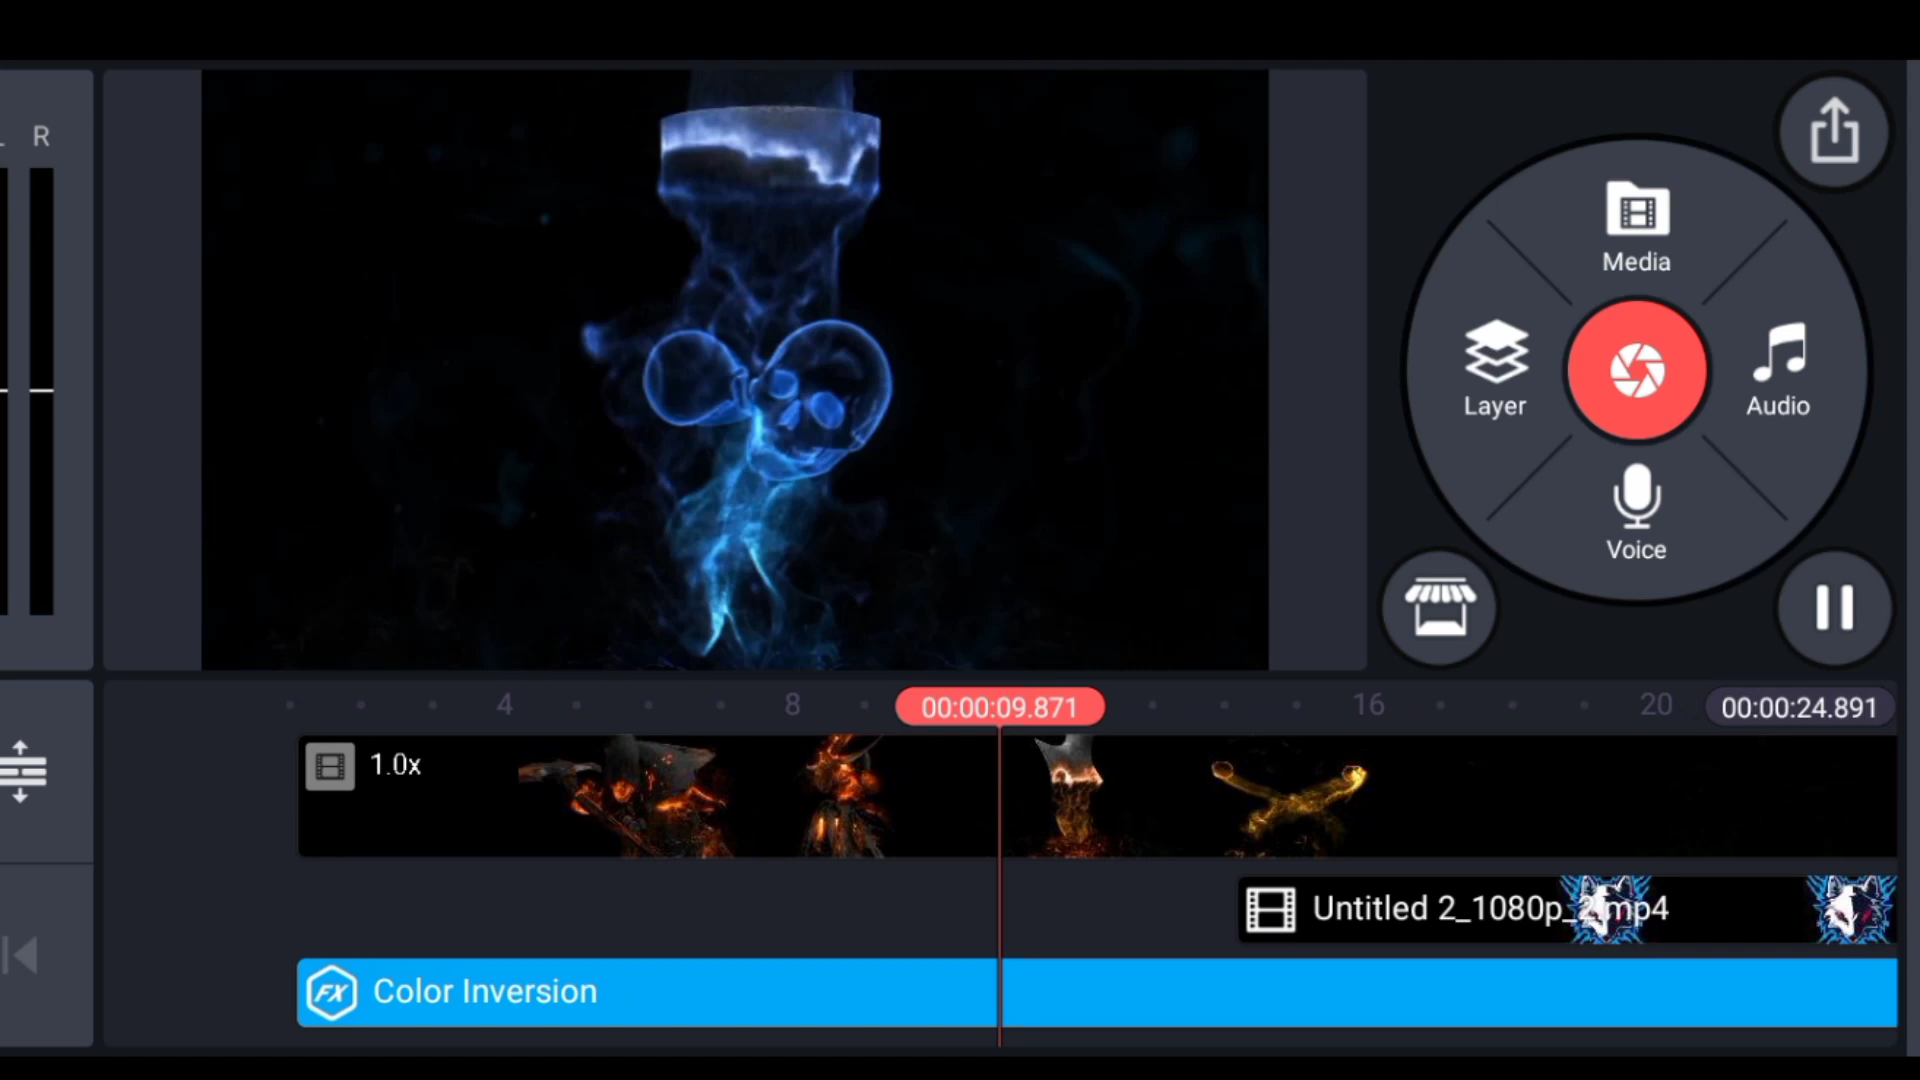 R
Media
Layer
Audio
Voice
4
8
00:00:09.871
16
20
00:00:24.891
1.0x
Untitled 2_1080p_2.mp4
FX
Color Inversion